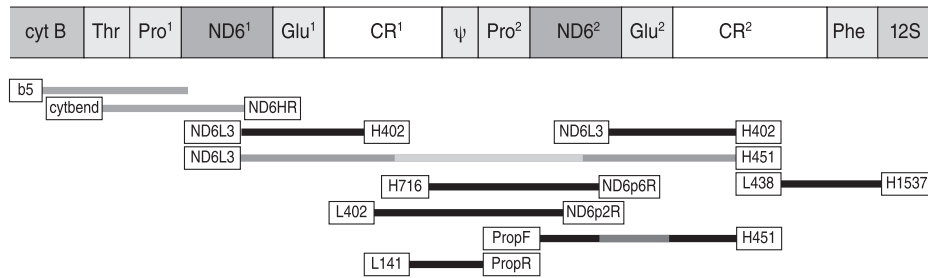 cyt B Thr Pro¹ ND6¹ Glu¹ CR¹ ψ Pro² ND6² Glu² CR² Phe 12S
b5
cytbend ND6HR
ND6L3 H402 ND6L3 H402
ND6L3 H451
H716 ND6p6R L438 H1537
L402 ND6p2R
PropF H451
L141 PropR